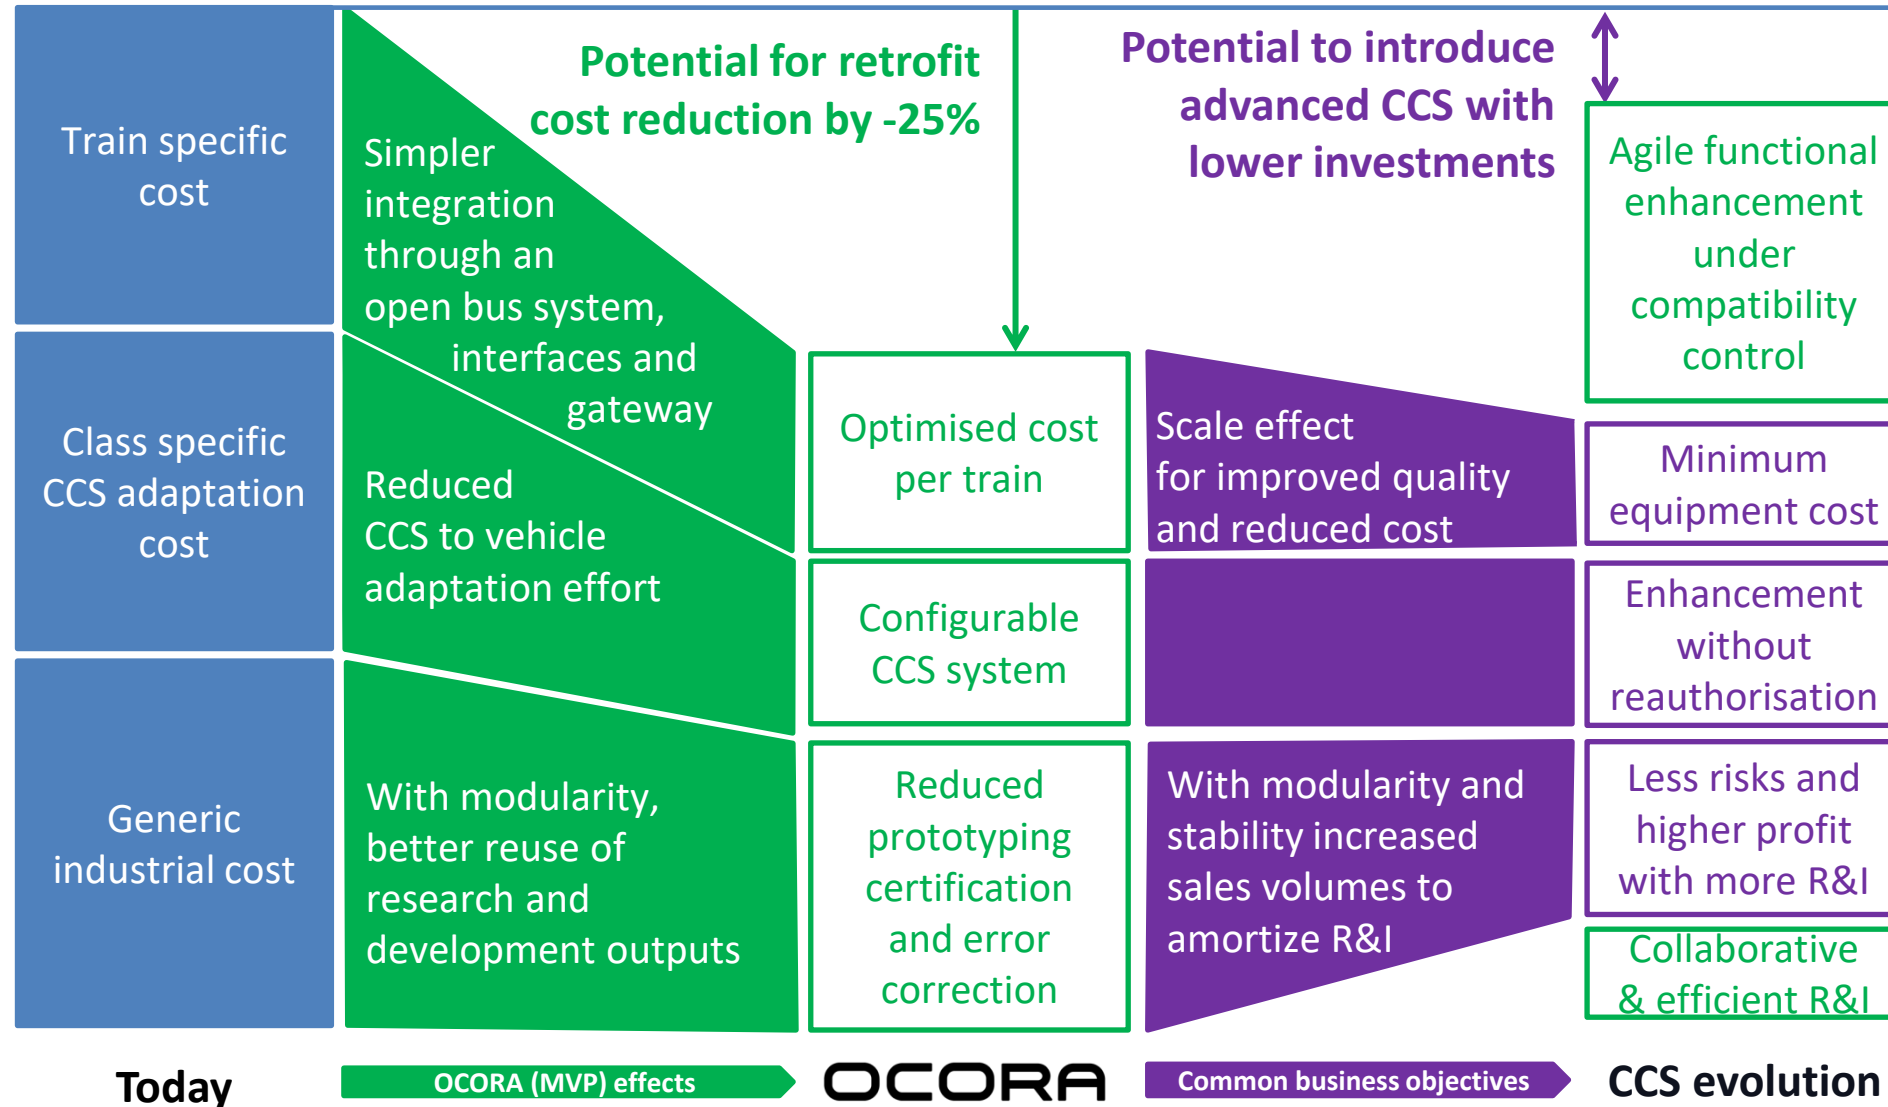 Train specific
cost
Class specific
CCS adaptation
cost
Generic
industrial cost
Today
Simpler
integration
through an
open bus system,
interfaces and
gateway
Reduced
CCS to vehicle
adaptation effort
With modularity,
better reuse of
research and
development outputs
OCORA (MVP) effects
Potential for retrofit
cost reduction by -25%
Optimised cost
per train
Configurable
CCS system
Reduced
prototyping
certification
and error
correction
OCORA
Potential to introduce
advanced CCS with
lower investments
Scale effect
for improved quality
and reduced cost
With modularity and
stability increased
sales volumes to
amortize R&I
Common business objectives
Agile functional
enhancement
under
compatibility
control
Minimum
equipment cost
Enhancement
without
reauthorisation
Less risks and
higher profit
with more R&I
Collaborative
& efficient R&I
CCS evolution